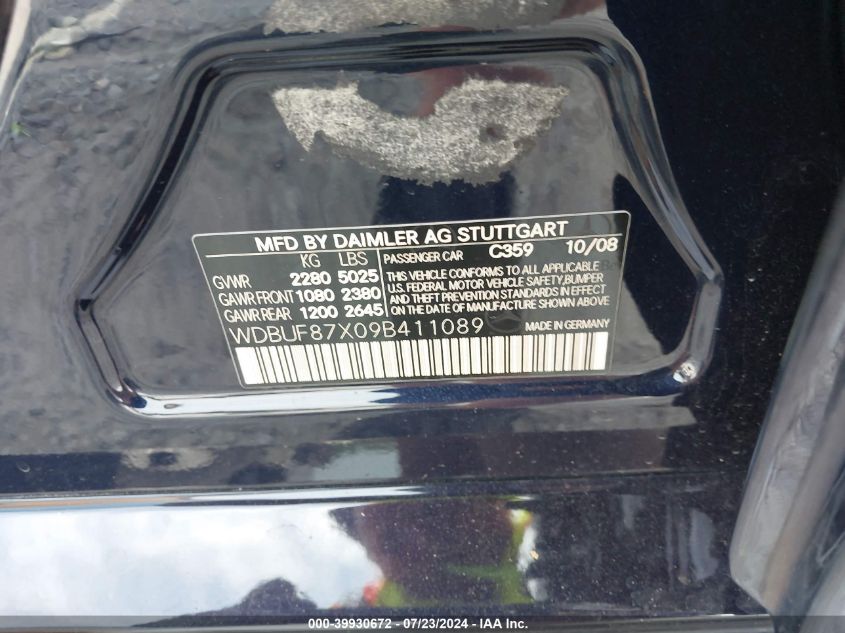 MFD BY DAIMLER AG STUTTGART
KG LBS PASSENGER CAR C359 10/08
GVWR 2280 5025
GAWR FRONT 1080 2380
GAWR REAR 1200 2645
THIS VEHICLE CONFORMS TO ALL APPLICABLE
U.S. FEDERAL MOTOR VEHICLE SAFETY,BUMPER
AND THEFT PREVENTION STANDARDS IN EFFECT
ON THE DATE OF MANUFACTURE SHOWN ABOVE
WDBUF87X09B411089 MADE IN GERMANY
000-39930672 - 07/23/2024 - IAA Inc.